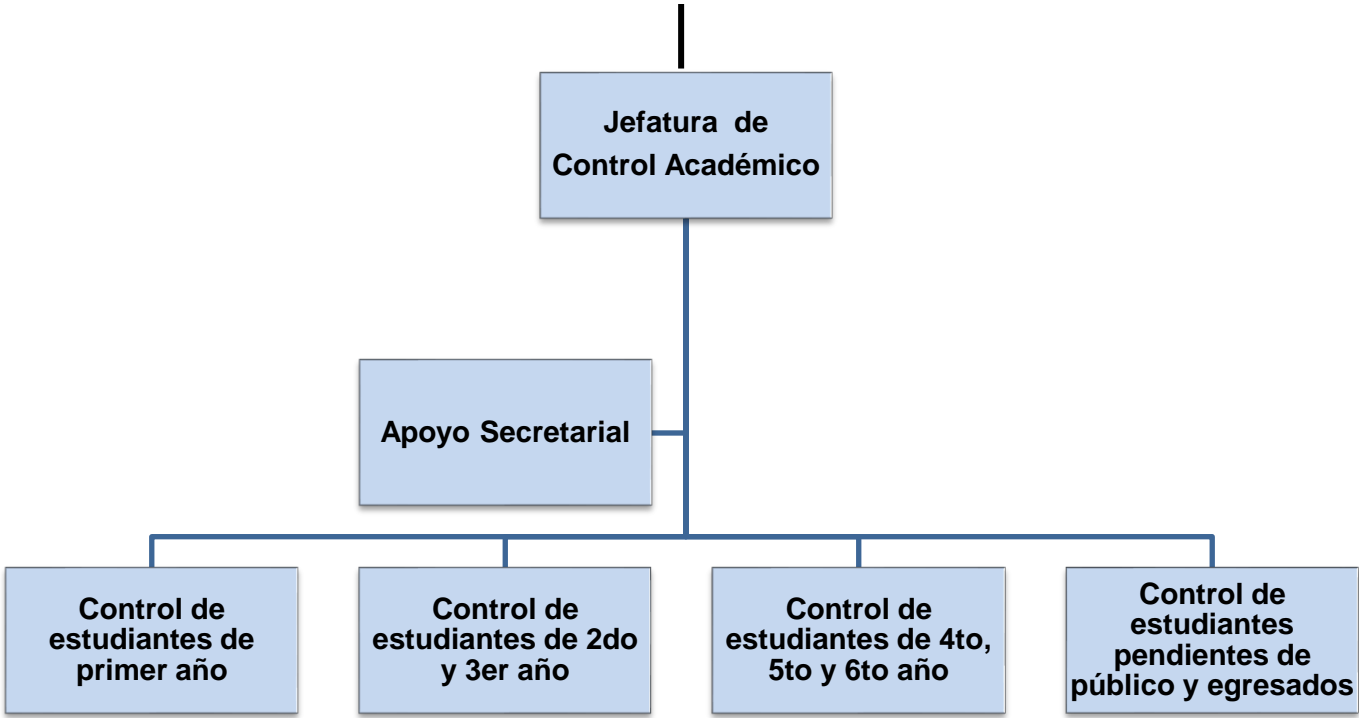 Jefatura de
Control Académico
Apoyo Secretarial
Control de
estudiantes de
primer año
Control de
estudiantes de 2do
y 3er año
Control de
estudiantes de 4to,
5to y 6to año
Control de
estudiantes
pendientes de
público y egresados